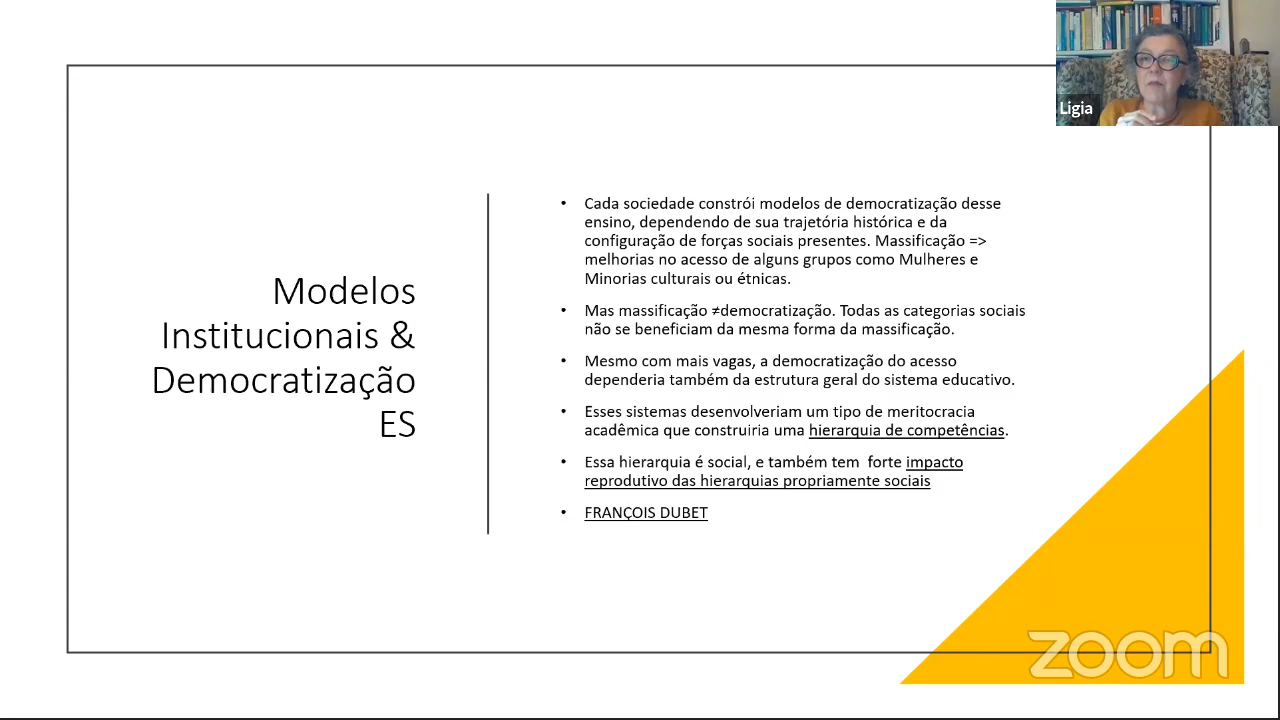 Ligia
Modelos
Institucionais &
Democratização
ES
• Cada sociedade constrói modelos de democratização desse
ensino, dependendo de sua trajetória histórica e da
configuração de forças sociais presentes. Massificação =>
melhorias no acesso de alguns grupos como Mulheres e
Minorias culturais ou étnicas.
• Mas massificação ≠democratização. Todas as categorias sociais
não se beneficiam da mesma forma da massificação.
• Mesmo com mais vagas, a democratização do acesso
dependeria também da estrutura geral do sistema educativo.
• Esses sistemas desenvolveriam um tipo de meritocracia
acadêmica que construiria uma hierarquia de competências.
• Essa hierarquia é social, e também tem  forte impacto
reprodutivo das hierarquias propriamente sociais
• FRANÇOIS DUBET
zoom